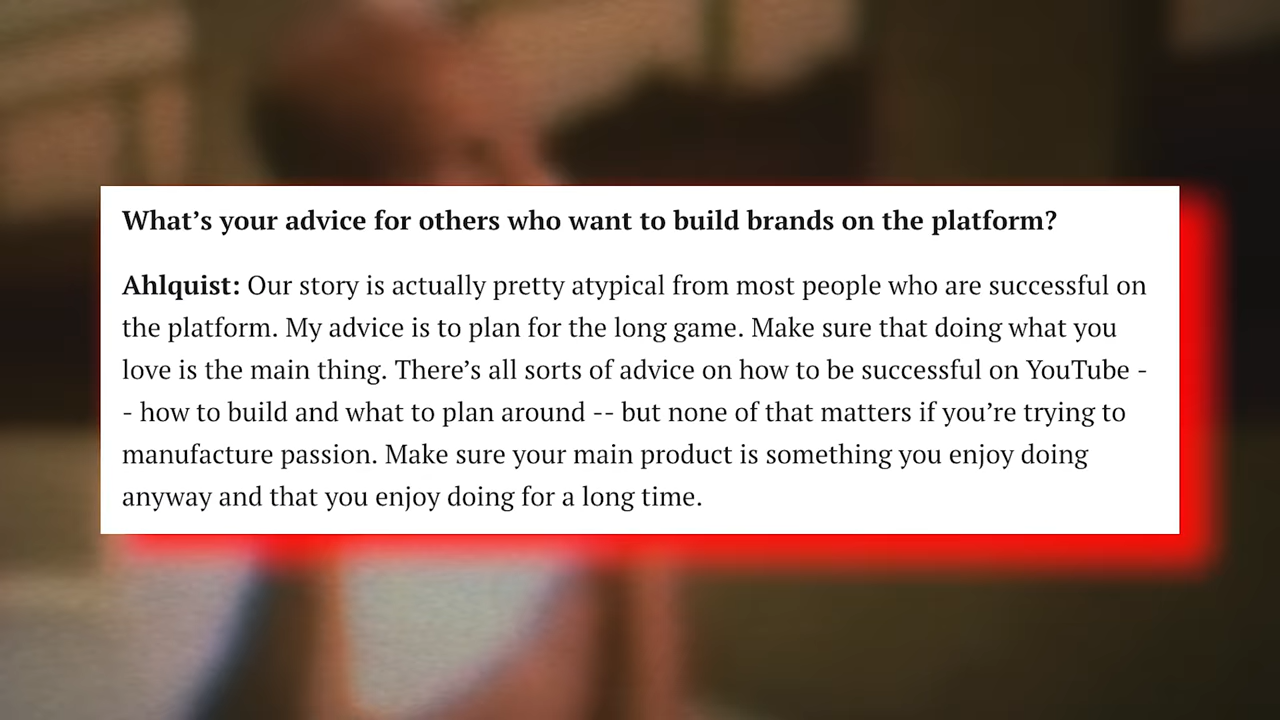 What’s your advice for others who want to build brands on the platform?
Ahlquist: Our story is actually pretty atypical from most people who are successful on
the platform. My advice is to plan for the long game. Make sure that doing what you
love is the main thing. There’s all sorts of advice on how to be successful on YouTube -
- how to build and what to plan around -- but none of that matters if you’re trying to
manufacture passion. Make sure your main product is something you enjoy doing
anyway and that you enjoy doing for a long time.